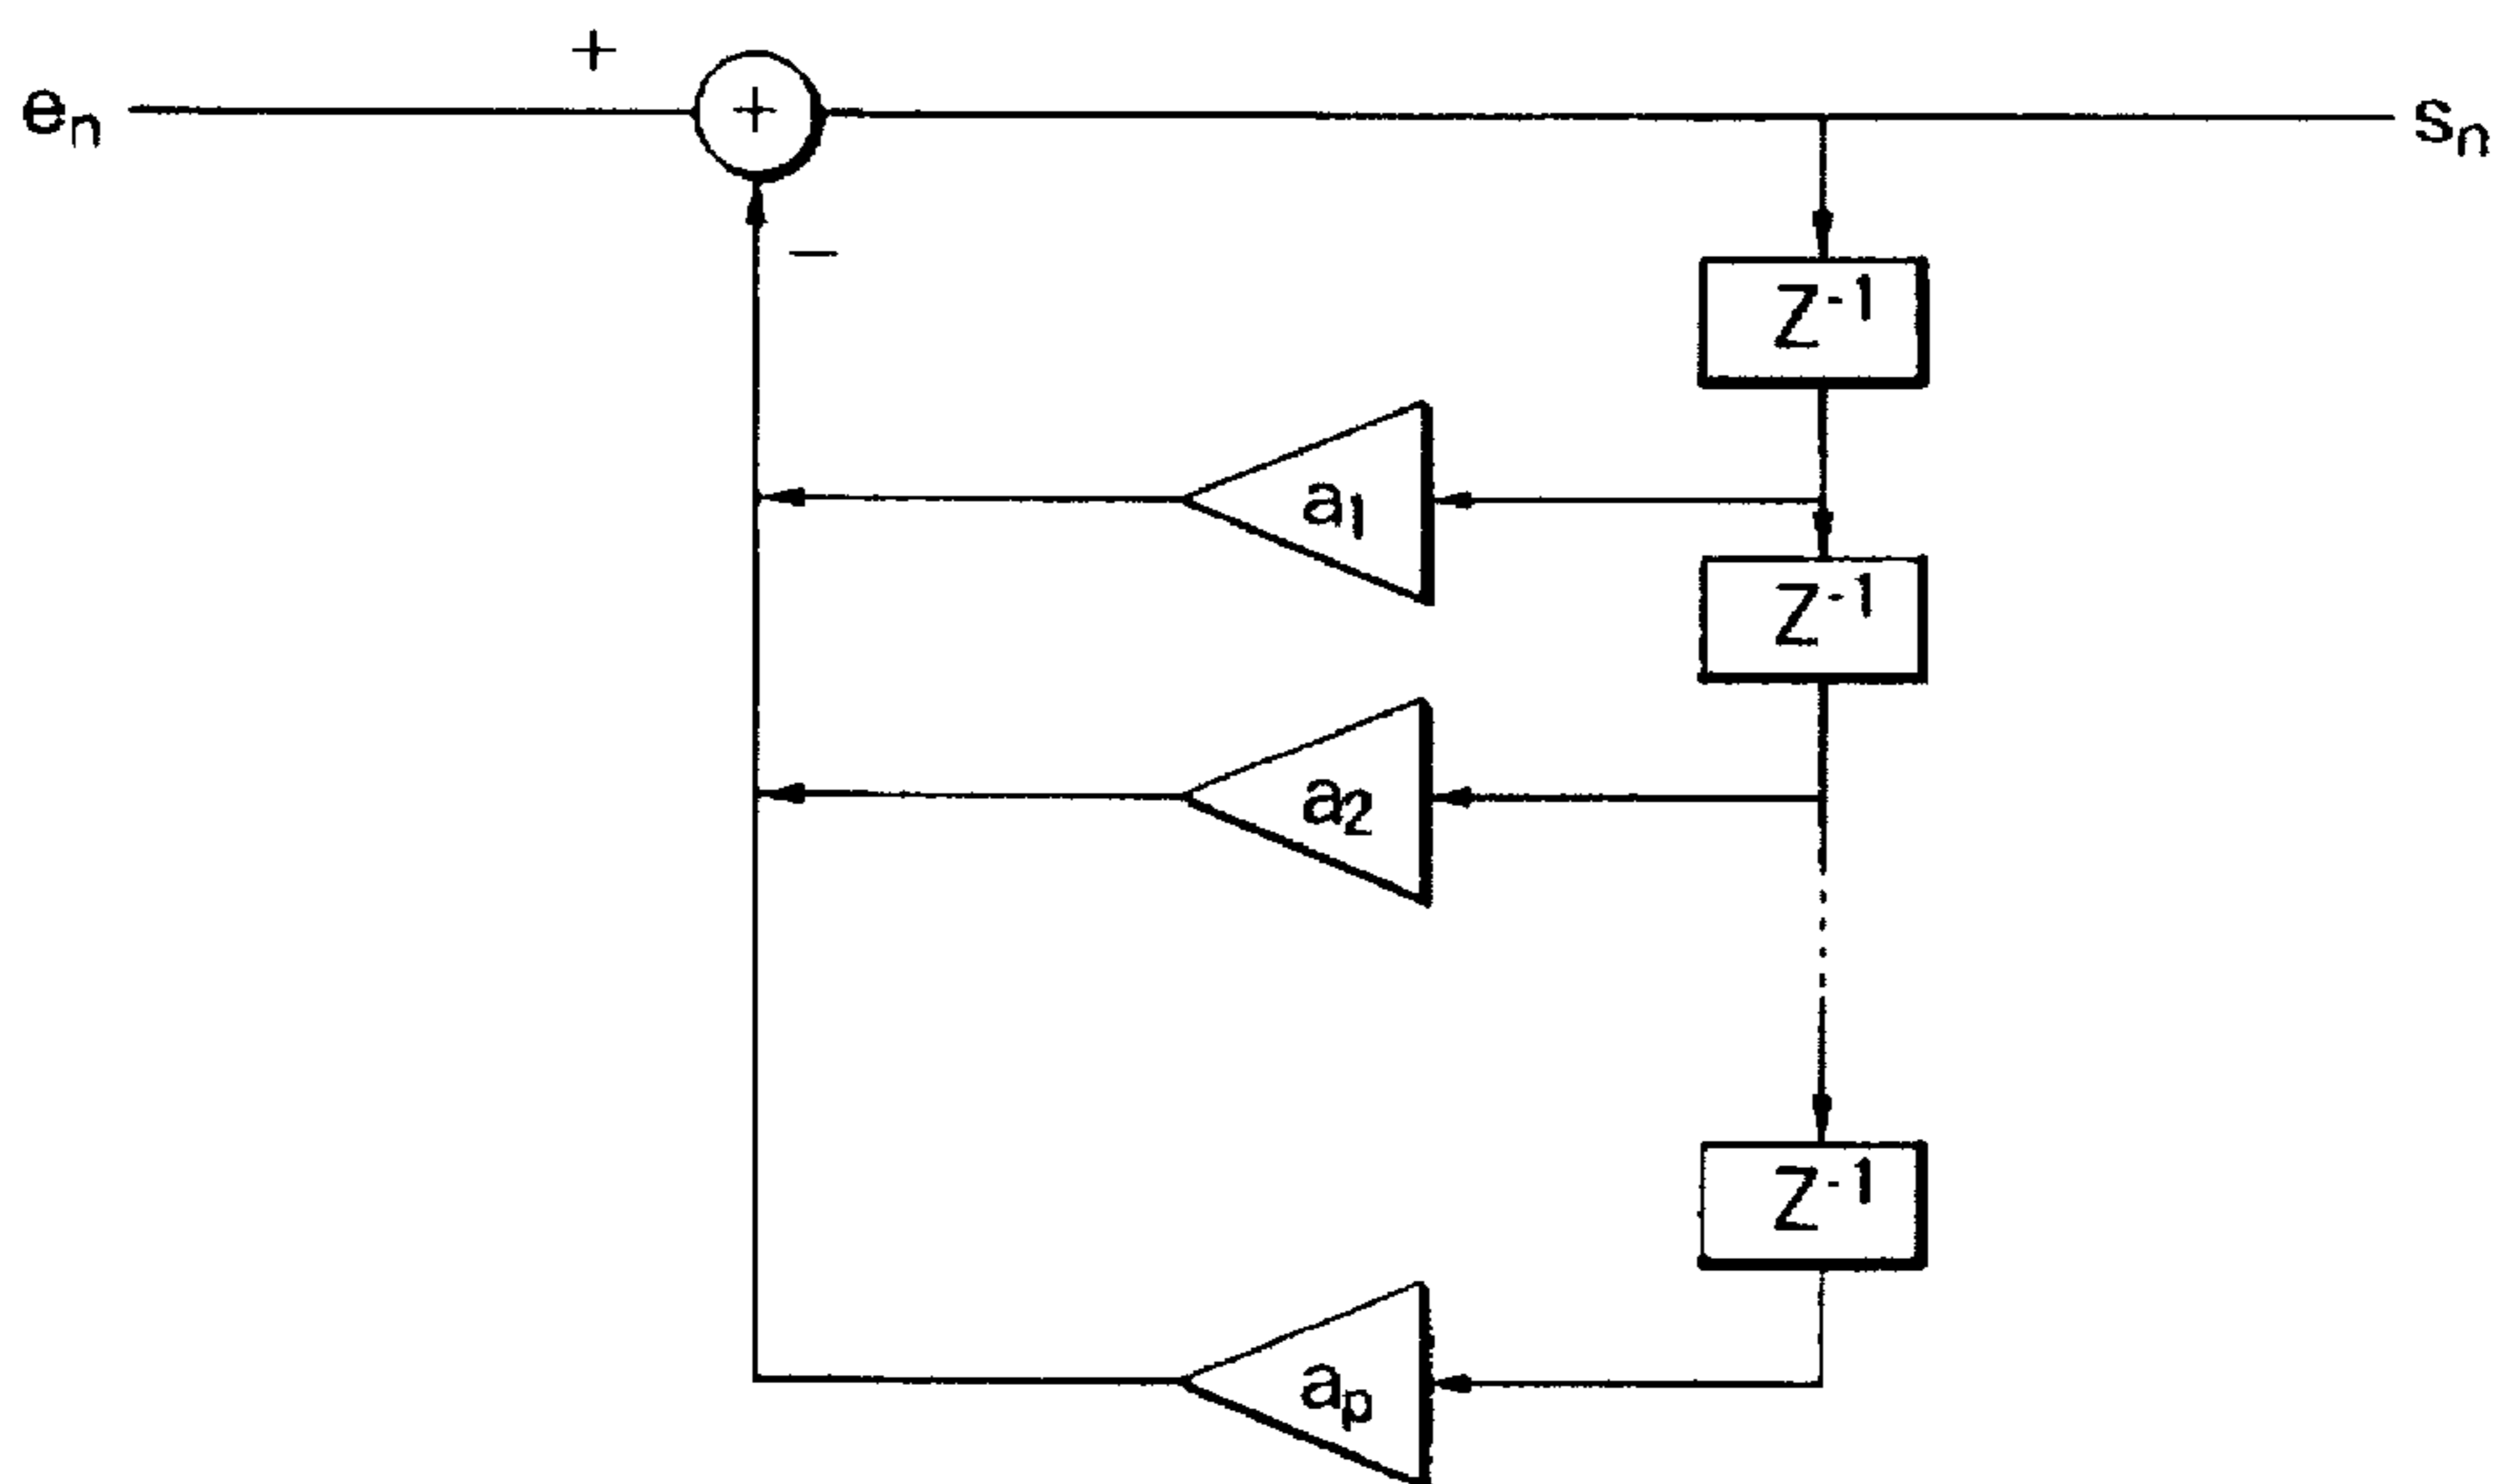 +
eₙ + sₙ
−
Z⁻¹
a₁
Z⁻¹
a₂
Z⁻¹
aₚ